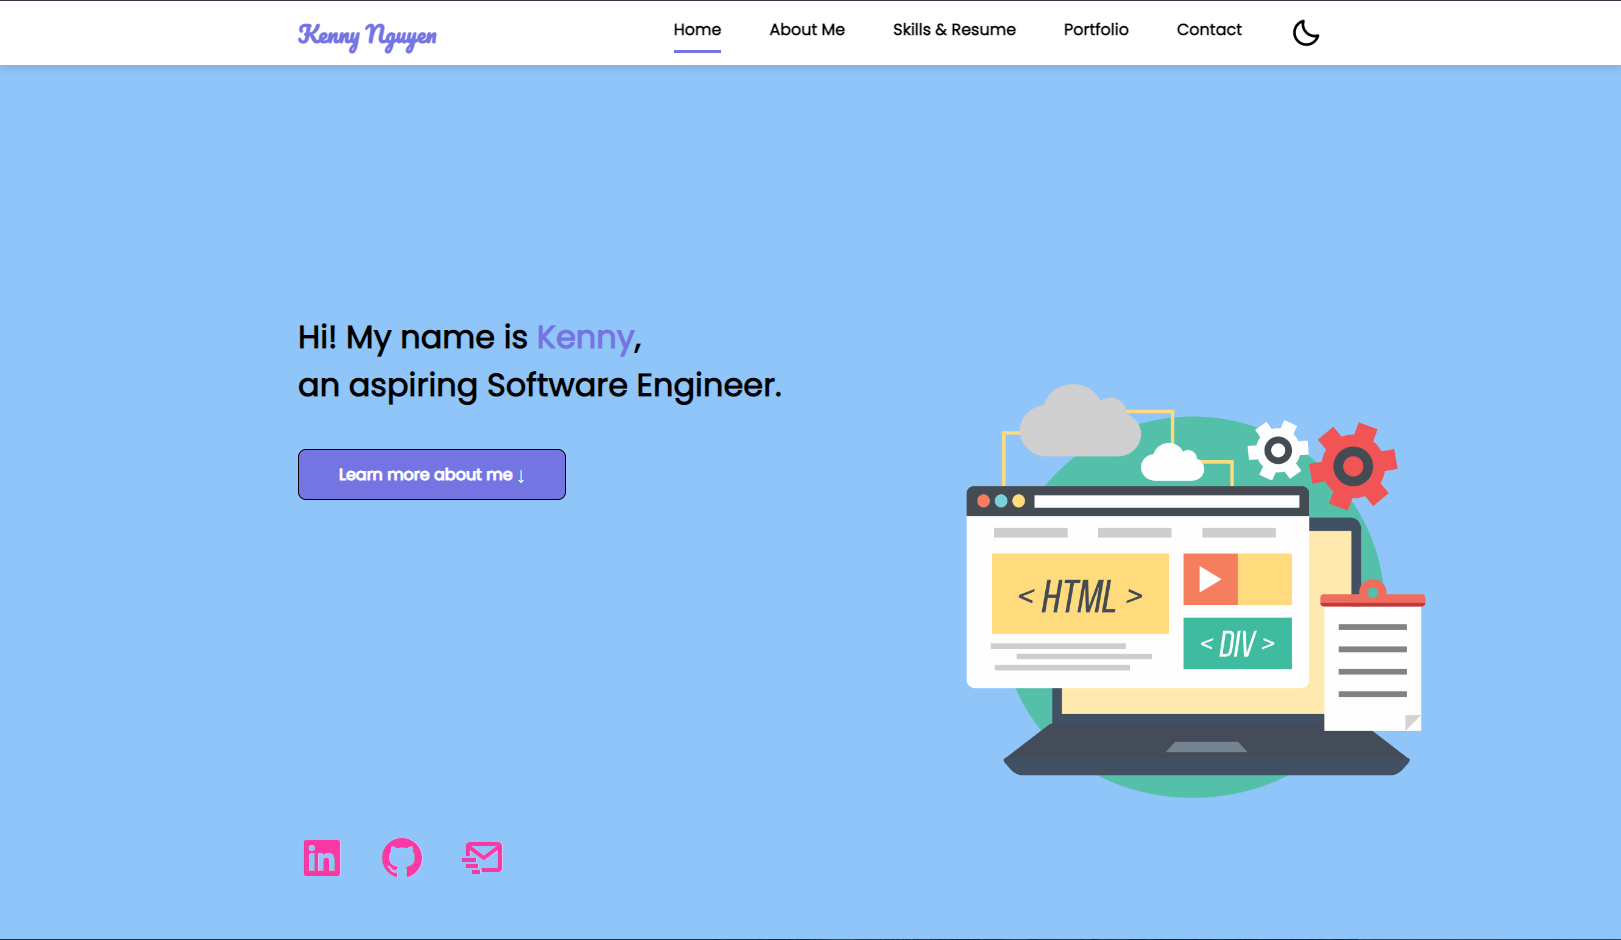 Kenny Nguyen
Home
About Me
Skills & Resume
Portfolio
Contact
Hi! My name is Kenny,
an aspiring Software Engineer.
Learn more about me ↓
< HTML >
< DIV >
in